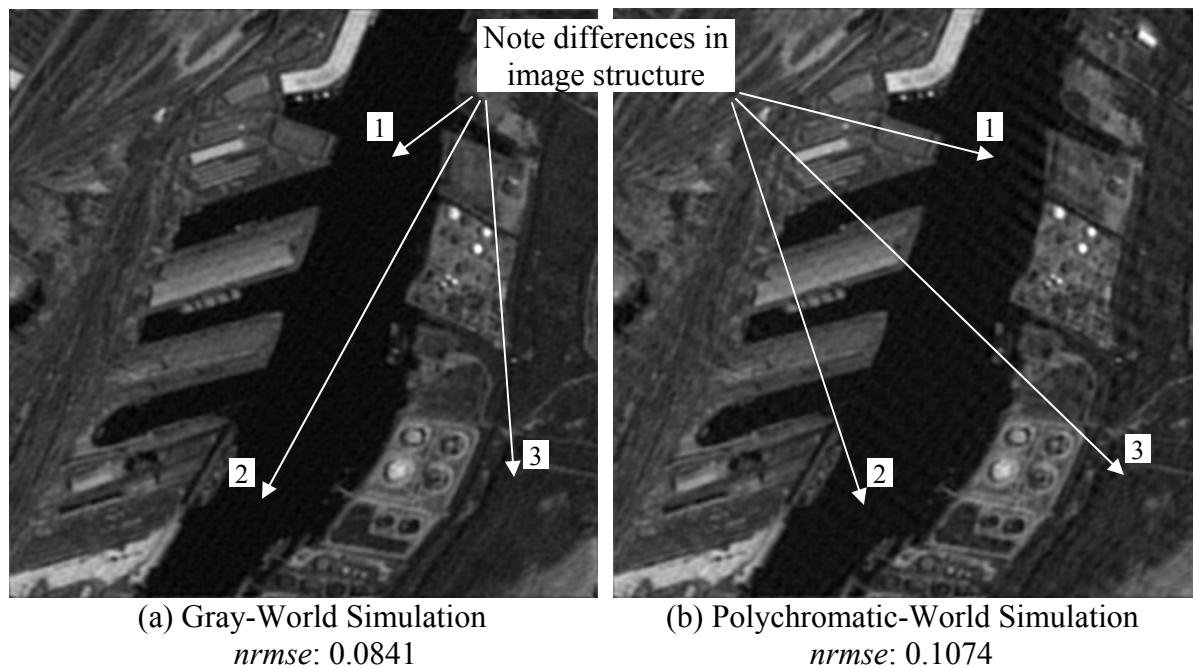 Note differences in
image structure
1
2
3
1
2
3
(a) Gray-World Simulation
nrmse: 0.0841
(b) Polychromatic-World Simulation
nrmse: 0.1074